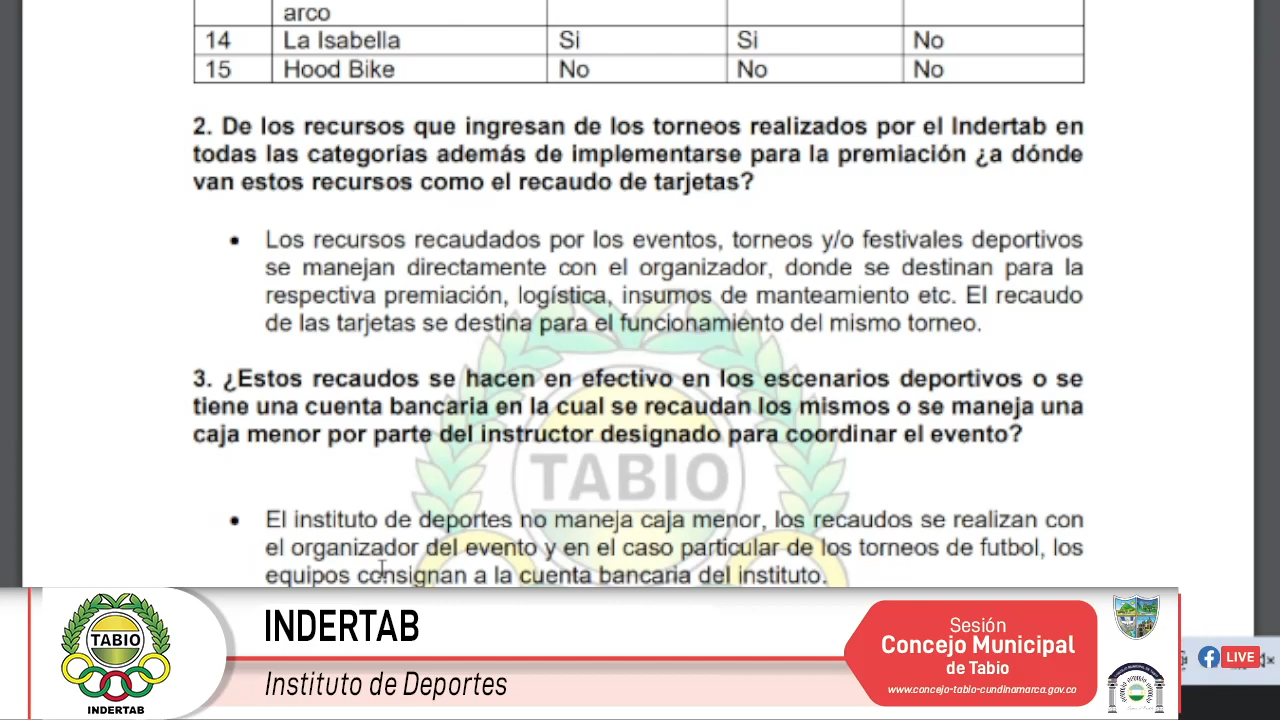 arco
14 La Isabella Si Si No
15 Hood Bike No No No
2. De los recursos que ingresan de los torneos realizados por el Indertab en
todas las categorías además de implementarse para la premiación ¿a dónde
van estos recursos como el recaudo de tarjetas?
• Los recursos recaudados por los eventos, torneos y/o festivales deportivos
se manejan directamente con el organizador, donde se destinan para la
respectiva premiación, logística, insumos de manteamiento etc. El recaudo
de las tarjetas se destina para el funcionamiento del mismo torneo.
3. ¿Estos recaudos se hacen en efectivo en los escenarios deportivos o se
tiene una cuenta bancaria en la cual se recaudan los mismos o se maneja una
caja menor por parte del instructor designado para coordinar el evento?
TABIO
• El instituto de deportes no maneja caja menor, los recaudos se realizan con
el organizador del evento y en el caso particular de los torneos de futbol, los
equipos consignan a la cuenta bancaria del instituto.
TABIO
INDERTAB
INDERTAB
Instituto de Deportes
Sesión
Concejo Municipal
de Tabio
www.concejo-tabio-cundinamarca.gov.co
LIVE